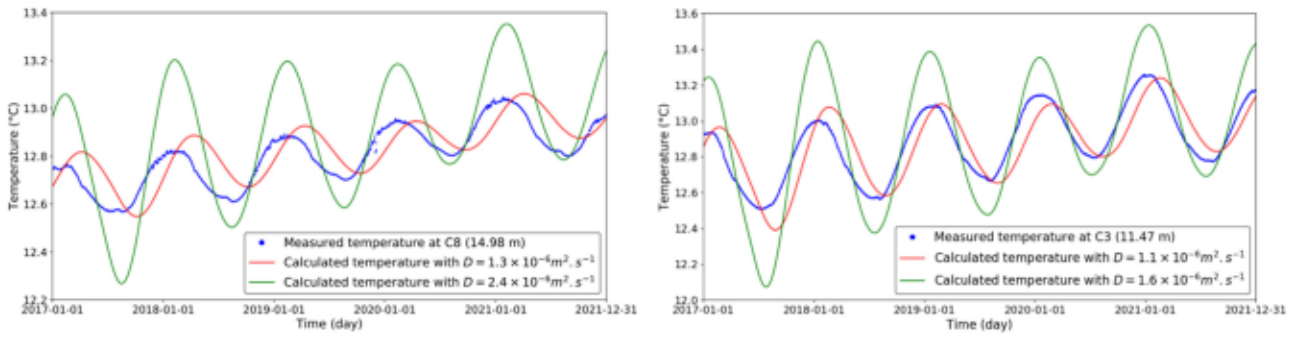 13.4
13.2
13.0
12.8
12.6
12.4
12.2
Temperature (°C)
2017-01-01
2018-01-01
2019-01-01
2020-01-01
2021-01-01
2021-12-31
Time (day)
Measured temperature at C8 (14.98 m)
Calculated temperature with D = 1.3 × 10⁻⁶m².s⁻¹
Calculated temperature with D = 2.4 × 10⁻⁶m².s⁻¹
13.6
13.4
13.2
13.0
12.8
12.6
12.4
12.2
12.0
Temperature (°C)
2017-01-01
2018-01-01
2019-01-01
2020-01-01
2021-01-01
2021-12-31
Time (day)
Measured temperature at C3 (11.47 m)
Calculated temperature with D = 1.1 × 10⁻⁶m².s⁻¹
Calculated temperature with D = 1.6 × 10⁻⁶m².s⁻¹